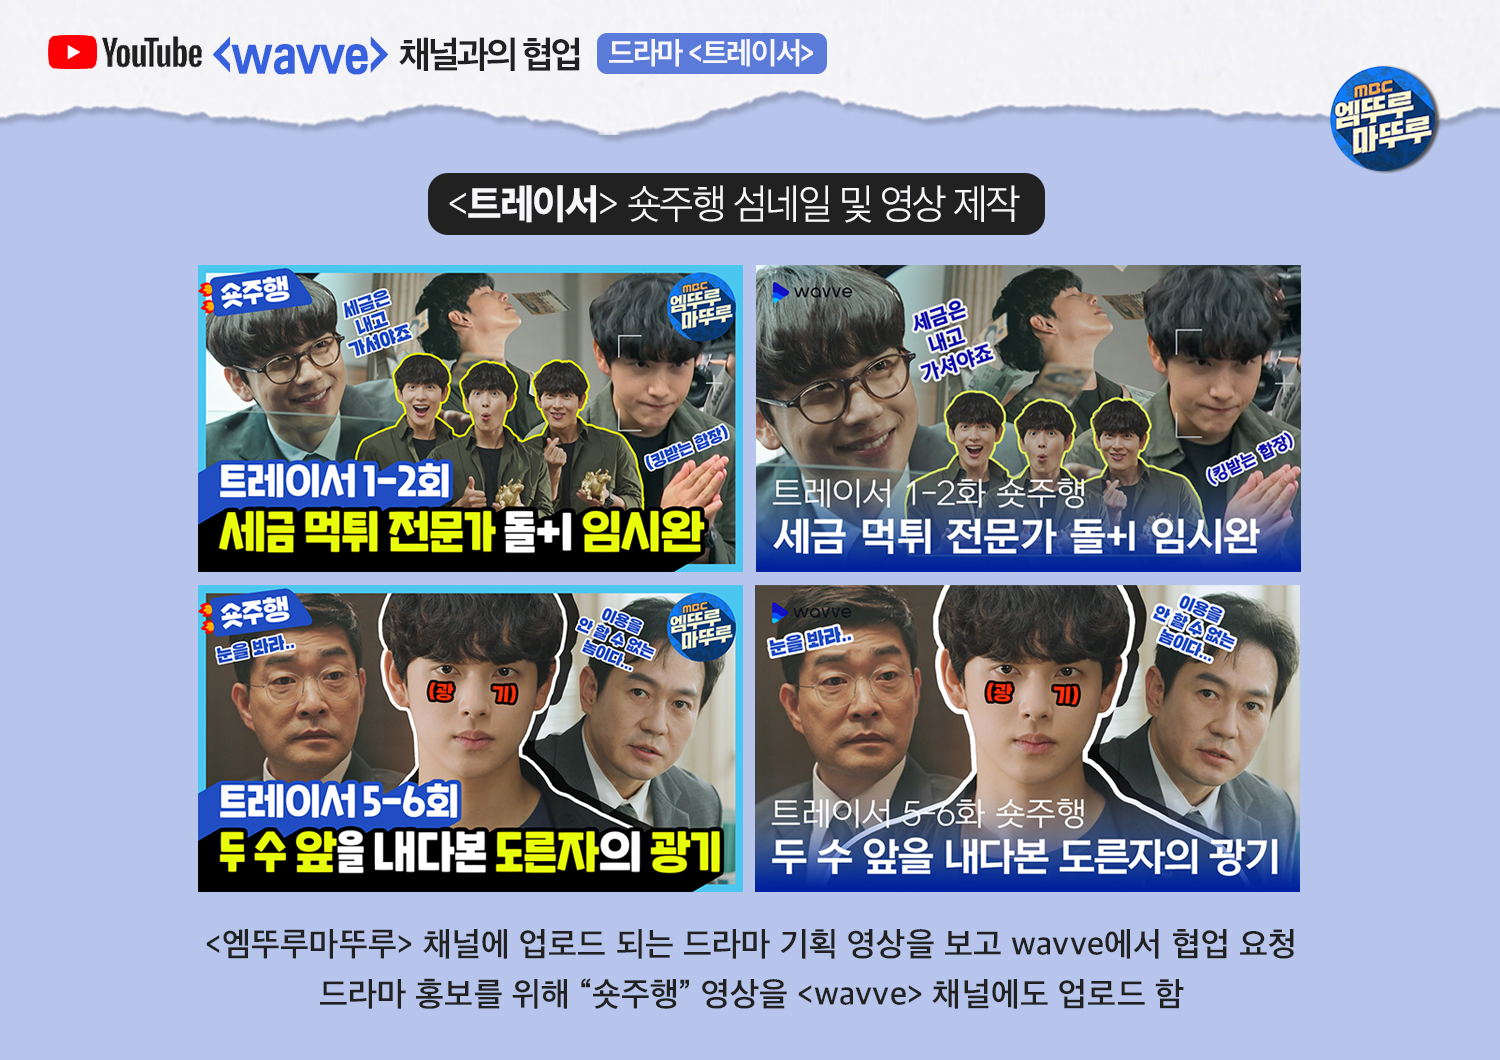 YouTube <wavve> 채널과의 협업 드라마 <트레이서>
MBC
엠뚜루
마뚜루
<트레이서> 숏주행 섬네일 및 영상 제작
숏주행
세금은
내고
가셔야죠
MBC
엠뚜루
마뚜루
(킹받는 합장)
트레이서 1-2회
세금 먹튀 전문가 돌+I 임시완
wavve
세금은
내고
가셔야죠
(킹받는 합장)
트레이서 1-2화 숏주행
세금 먹튀 전문가 돌+I 임시완
숏주행
눈을 봐라..
이용을
안 할 수 없는
놈이다...
MBC
엠뚜루
마뚜루
(광 기)
트레이서 5-6회
두 수 앞을 내다본 도른자의 광기
wavve
눈을 봐라..
이용을
안 할 수 없는
놈이다...
(광 기)
트레이서 5-6화 숏주행
두 수 앞을 내다본 도른자의 광기
<엠뚜루마뚜루> 채널에 업로드 되는 드라마 기획 영상을 보고 wavve에서 협업 요청
드라마 홍보를 위해 “숏주행” 영상을 <wavve> 채널에도 업로드 함